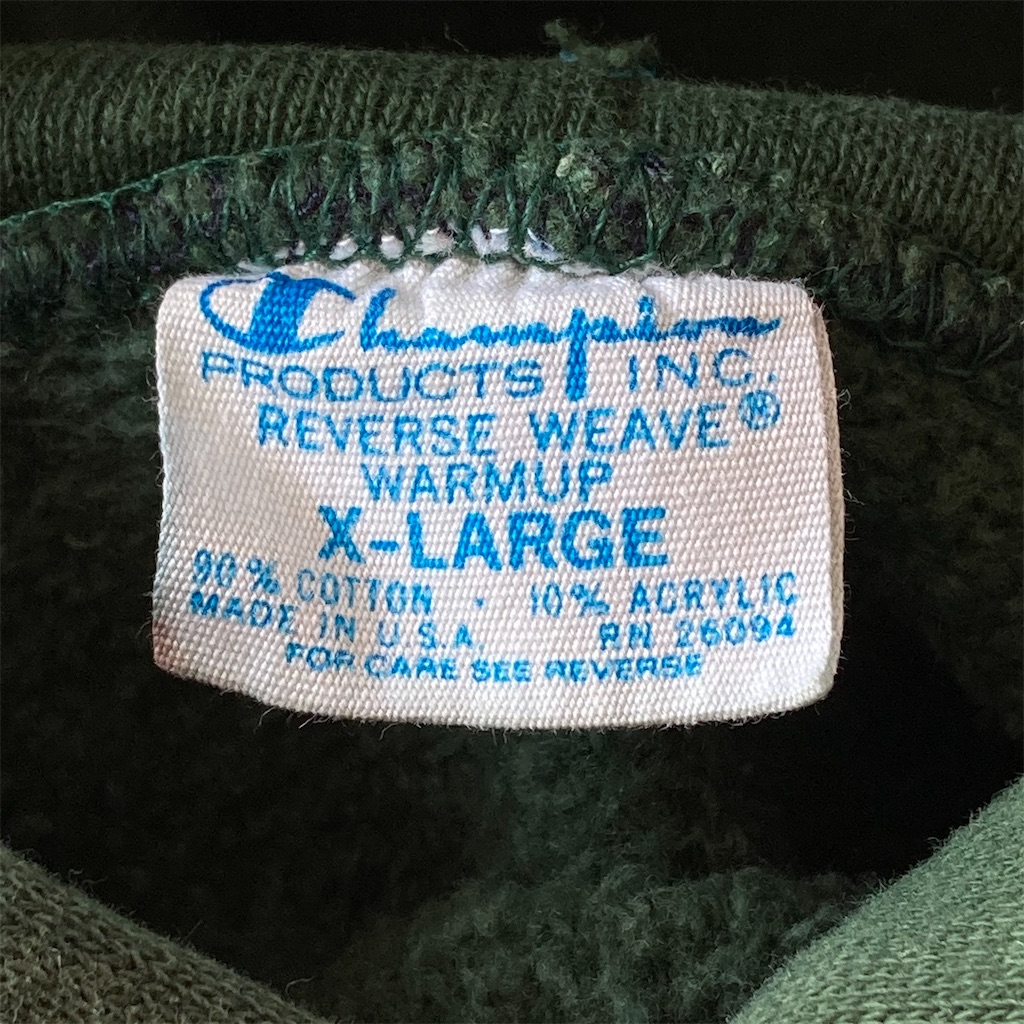 Champion
PRODUCTS INC.
REVERSE WEAVE®
WARMUP
X-LARGE
90% COTTON · 10% ACRYLIC
MADE IN U.S.A. RN 26094
FOR CARE SEE REVERSE